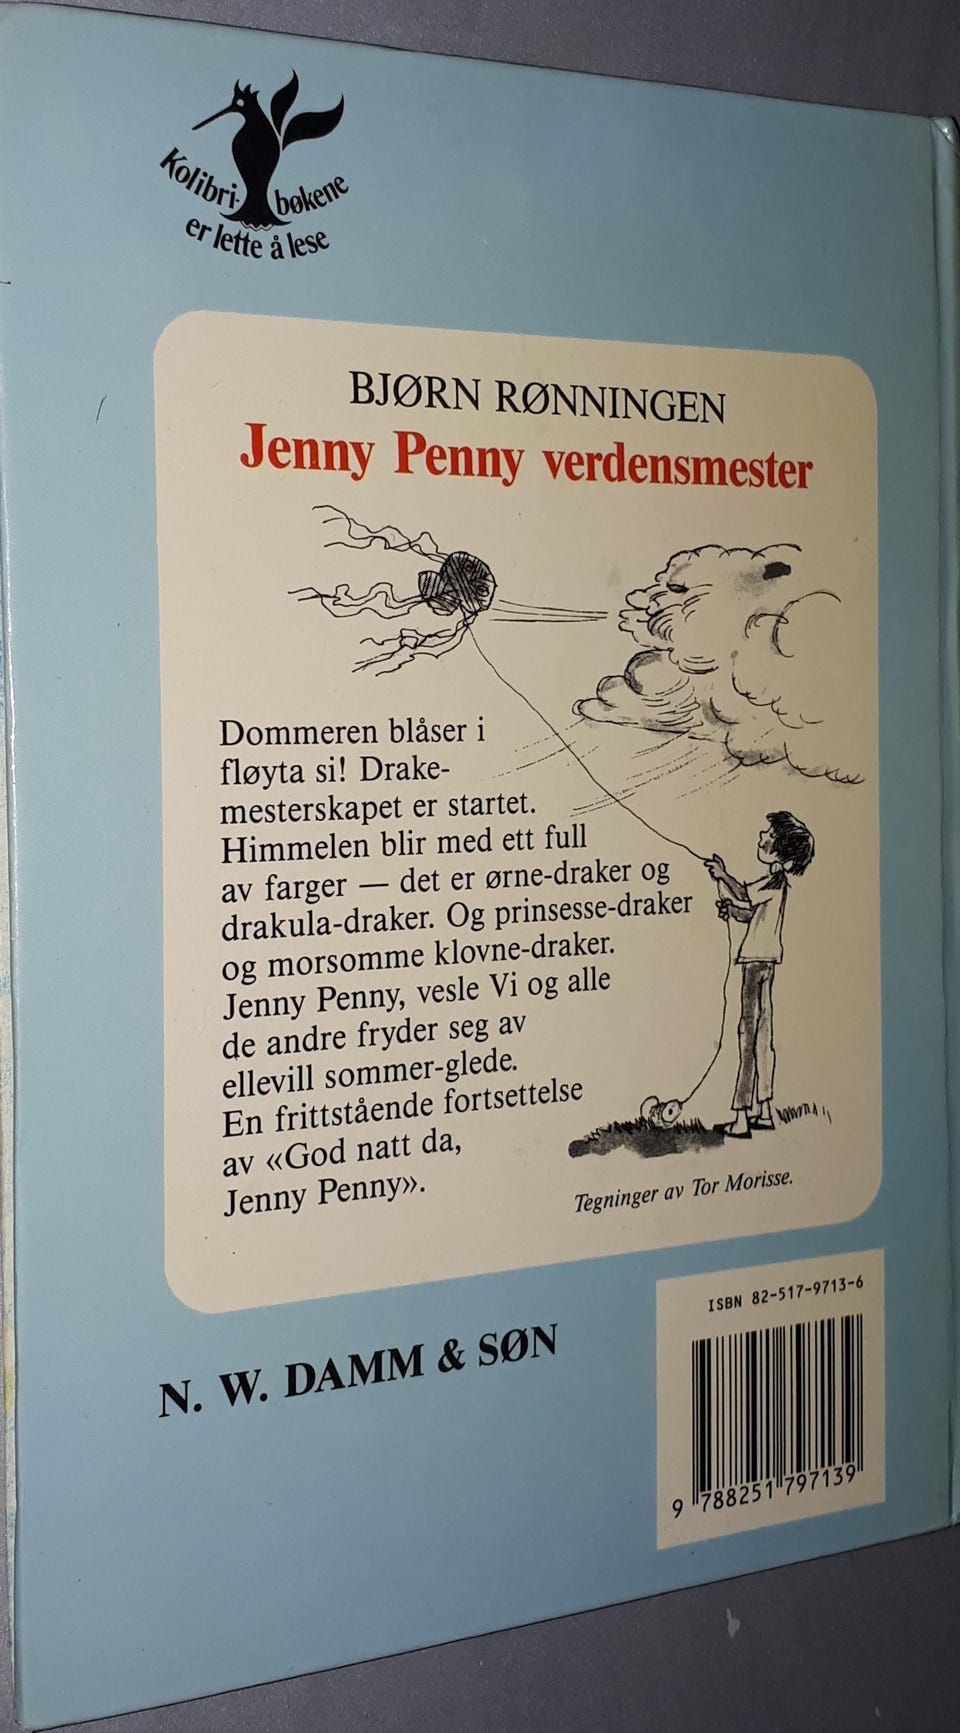 Kolibri-bøkene
er lette å lese
BJØRN RØNNINGEN
Jenny Penny verdensmester
Dommeren blåser i
fløyta si! Drake-
mesterskapet er startet.
Himmelen blir med ett full
av farger — det er ørne-draker og
drakula-draker. Og prinsesse-draker
og morsomme klovne-draker.
Jenny Penny, vesle Vi og alle
de andre fryder seg av
ellevill sommer-glede.
En frittstående fortsettelse
av «God natt da,
Jenny Penny».
Tegninger av Tor Morisse.
N. W. DAMM & SØN
ISBN 82-517-9713-6
9 788251 797139